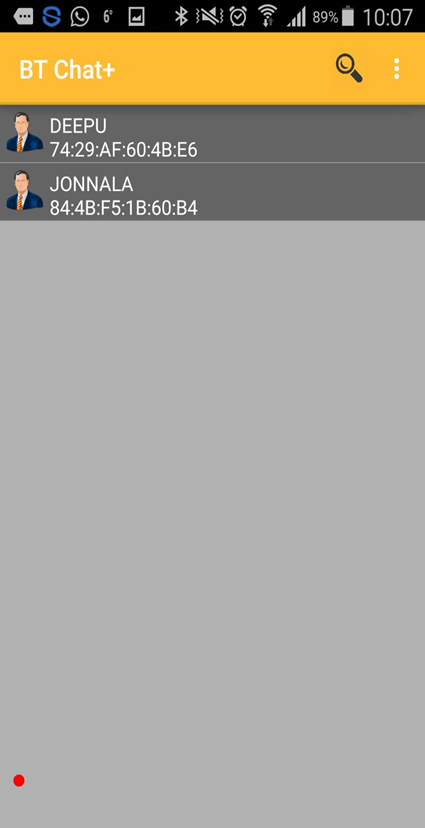 6° 89% 10:07
BT Chat+
DEEPU
74:29:AF:60:4B:E6
JONNALA
84:4B:F5:1B:60:B4